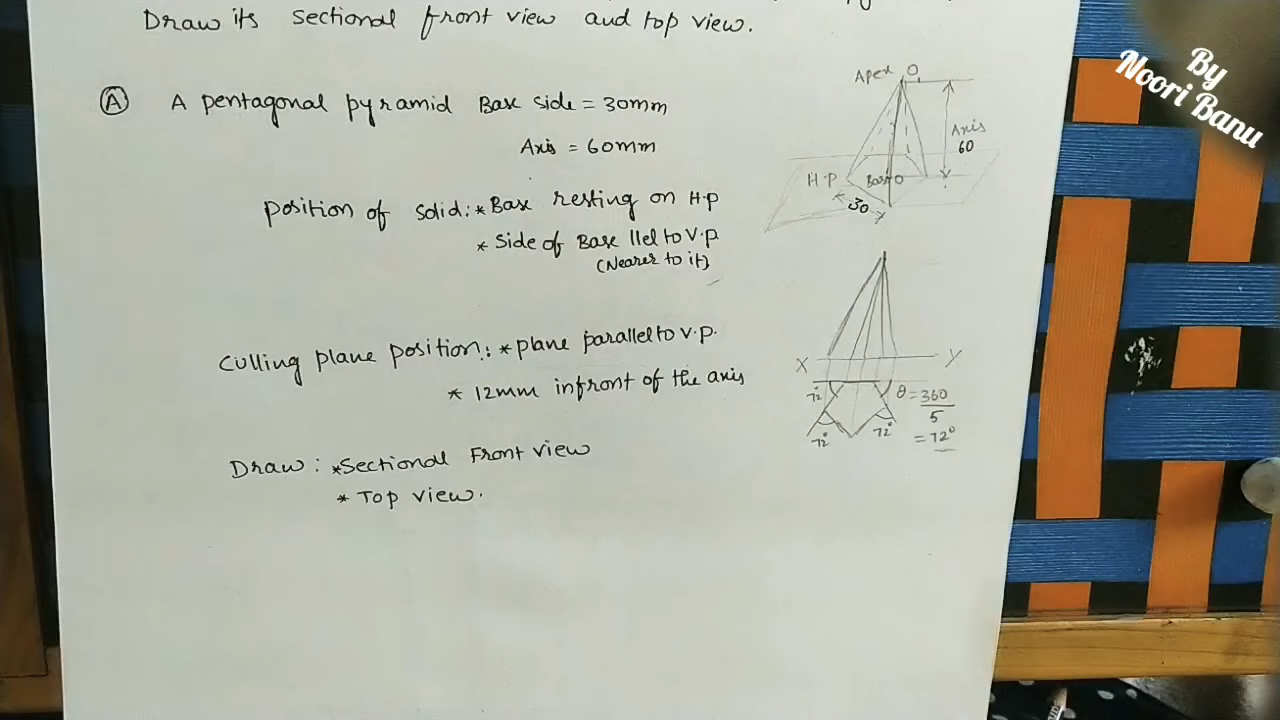 Draw its sectional front view and top view.
(A) A pentagonal pyramid Base side = 30mm
Axis = 60mm
position of solid: * Base resting on H.p
* Side of Base llel to V.p.
(Nearer to it)
Culling plane position: * plane parallel to V.p.
* 12mm infront of the axis
Draw: * Sectional Front view
* Top view.
Apex O
Axis
60
H.P
Base O
30
X Y
72° θ = 360
5
72° 72° = 72°
By
Noori Banu